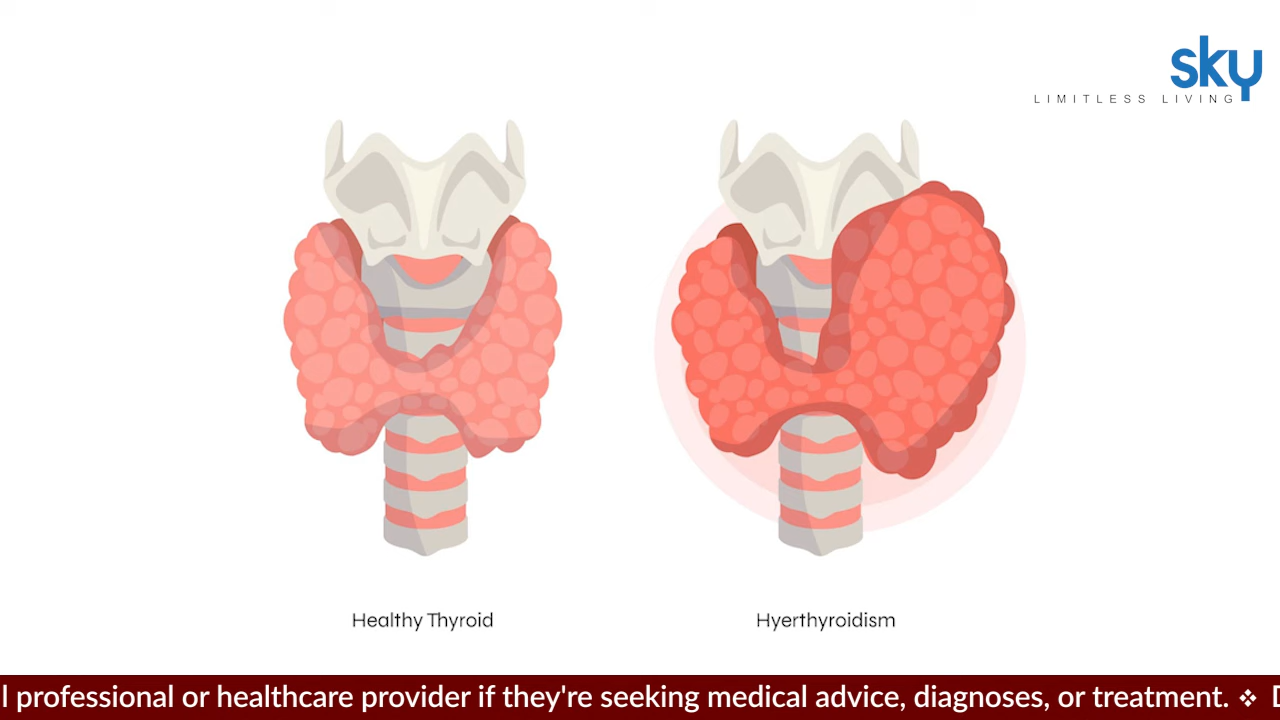 sky
LIMITLESS LIVING
Healthy Thyroid
Hyerthyroidism
l professional or healthcare provider if they're seeking medical advice, diagnoses, or treatment. ❖